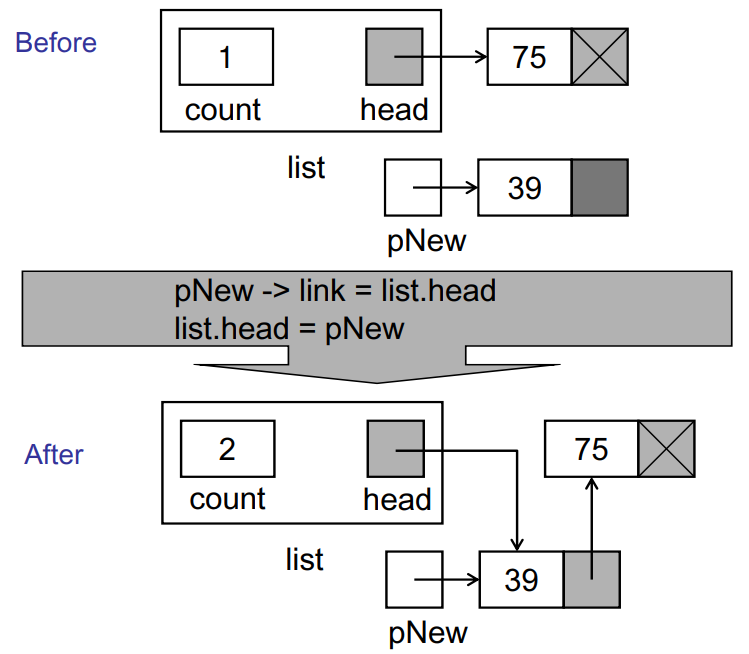 Before
1
75
count
head
list
39
pNew
pNew -> link = list.head
list.head = pNew
After
2
75
count
head
list
39
pNew